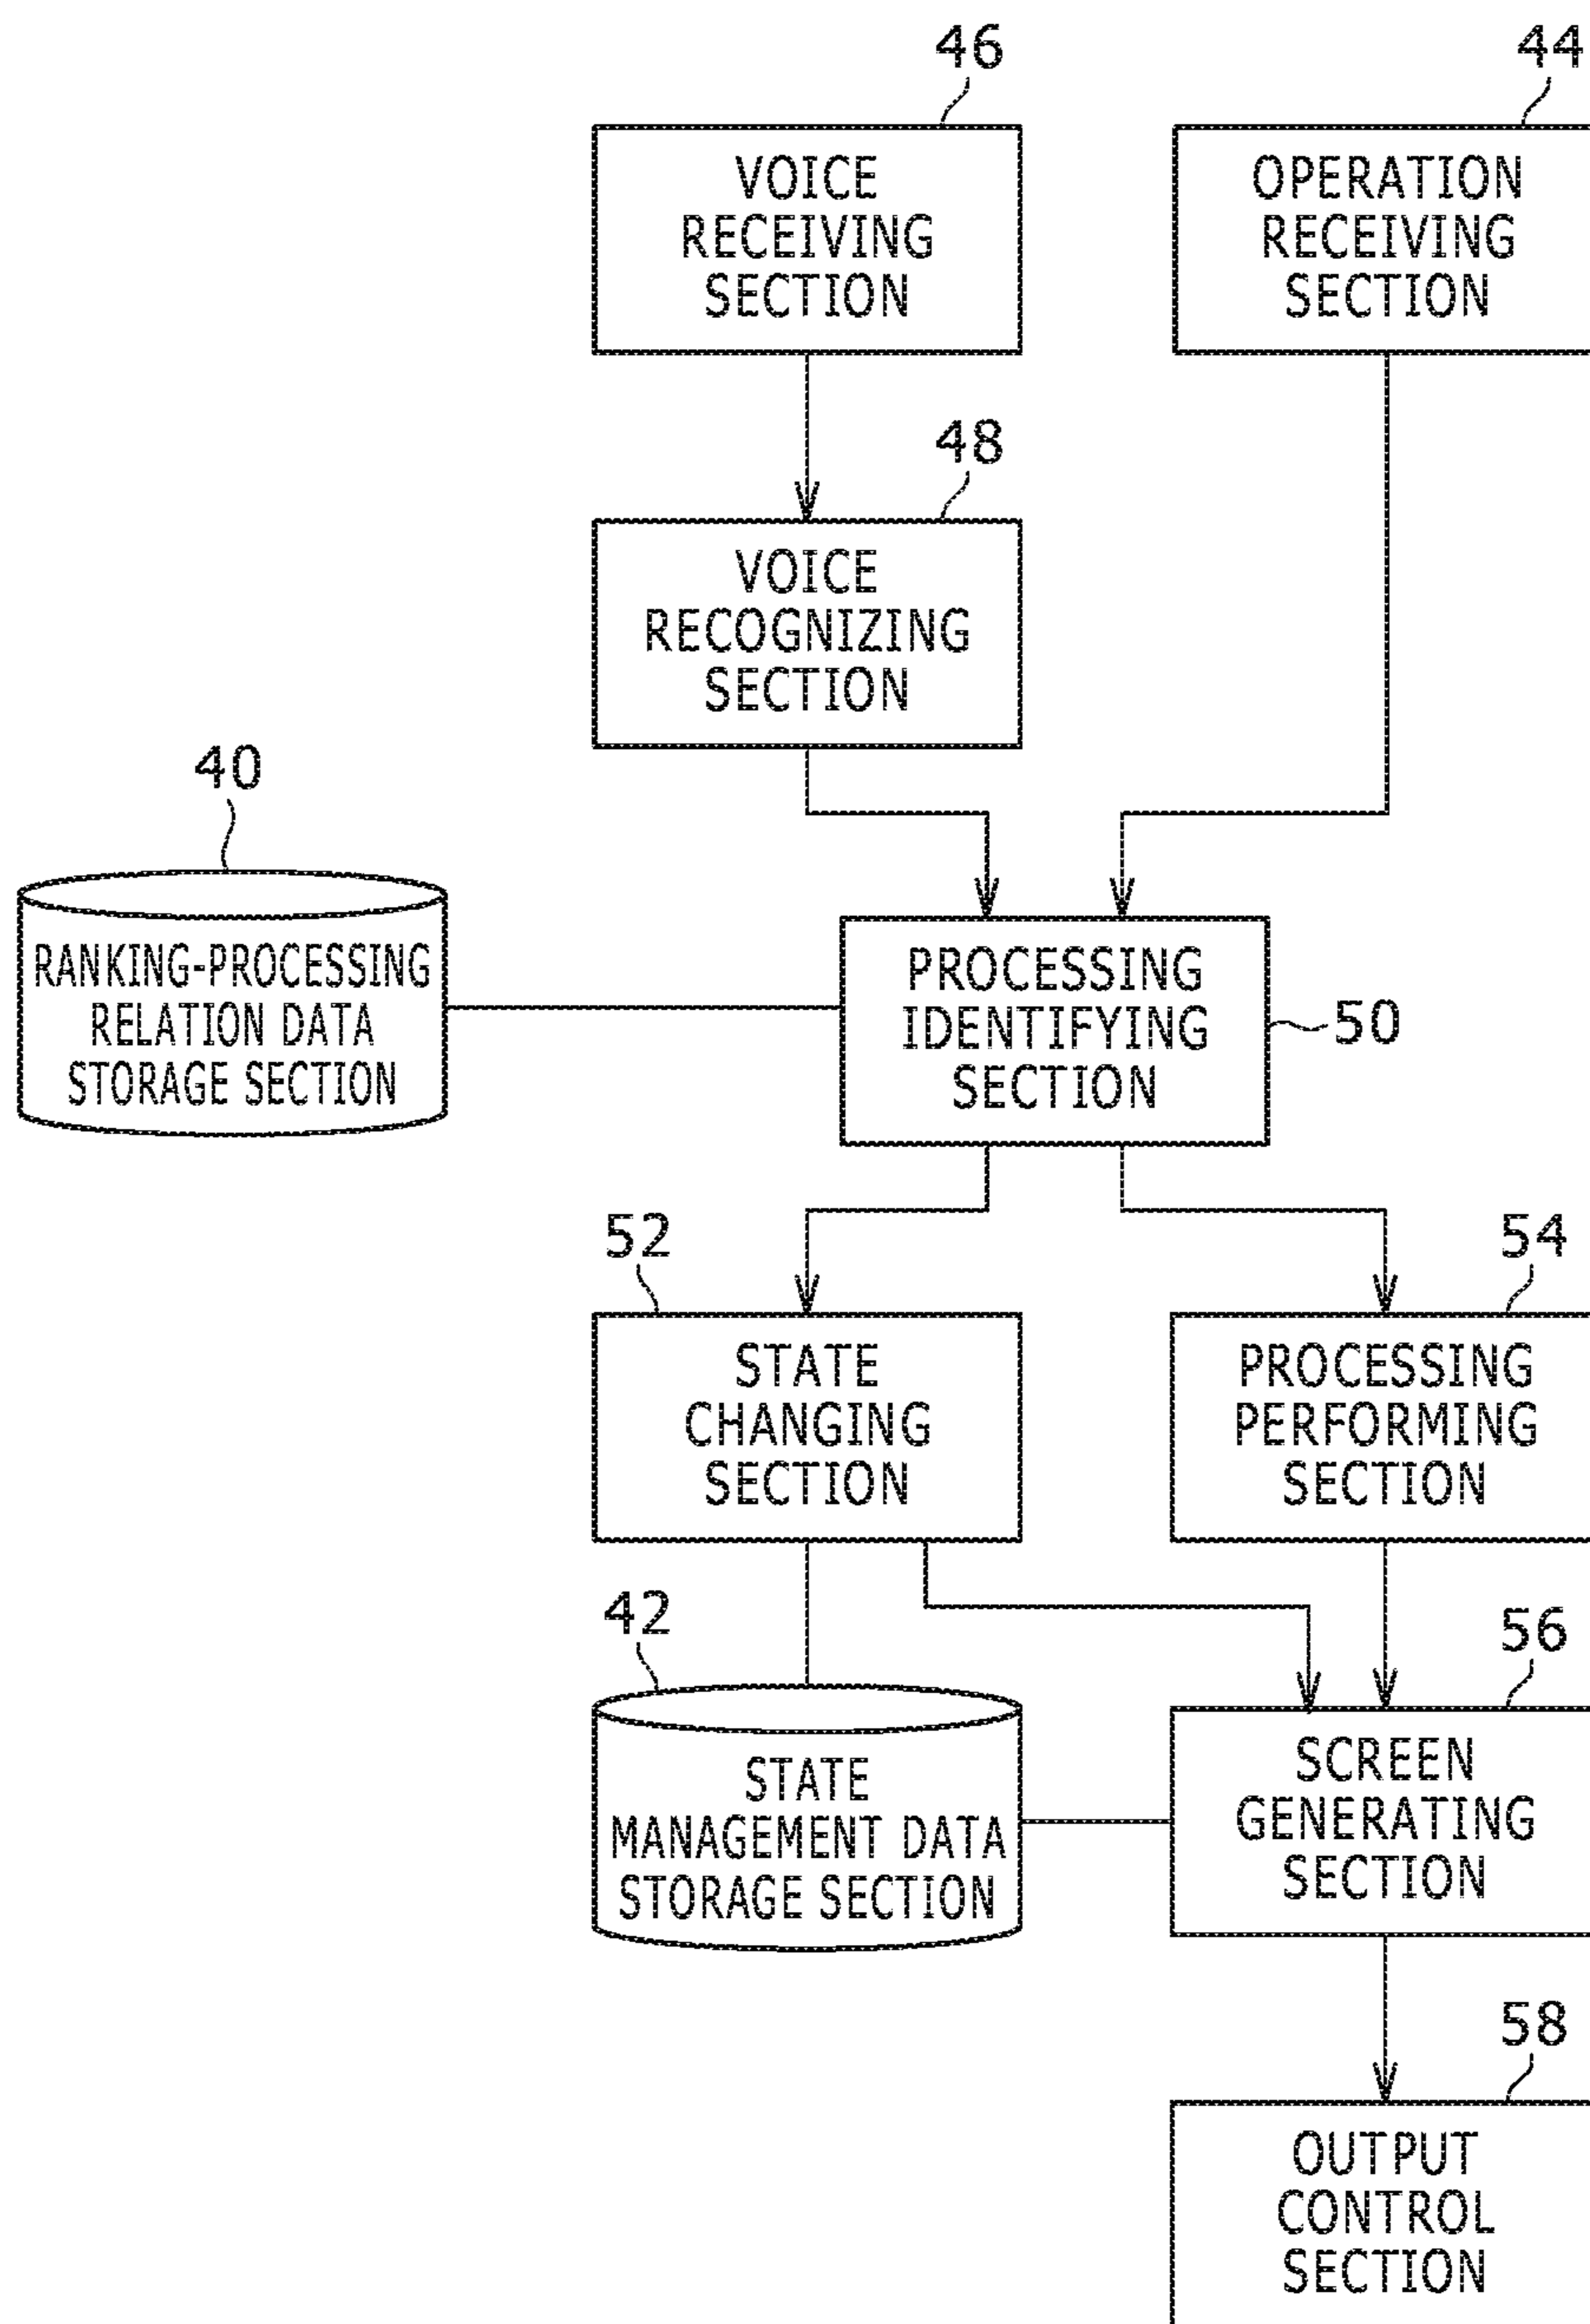 46
44
VOICE
RECEIVING
SECTION
OPERATION
RECEIVING
SECTION
48
VOICE
RECOGNIZING
SECTION
40
RANKING-PROCESSING
RELATION DATA
STORAGE SECTION
PROCESSING
IDENTIFYING
SECTION
50
52
54
STATE
CHANGING
SECTION
PROCESSING
PERFORMING
SECTION
42
56
STATE
MANAGEMENT DATA
STORAGE SECTION
SCREEN
GENERATING
SECTION
58
OUTPUT
CONTROL
SECTION